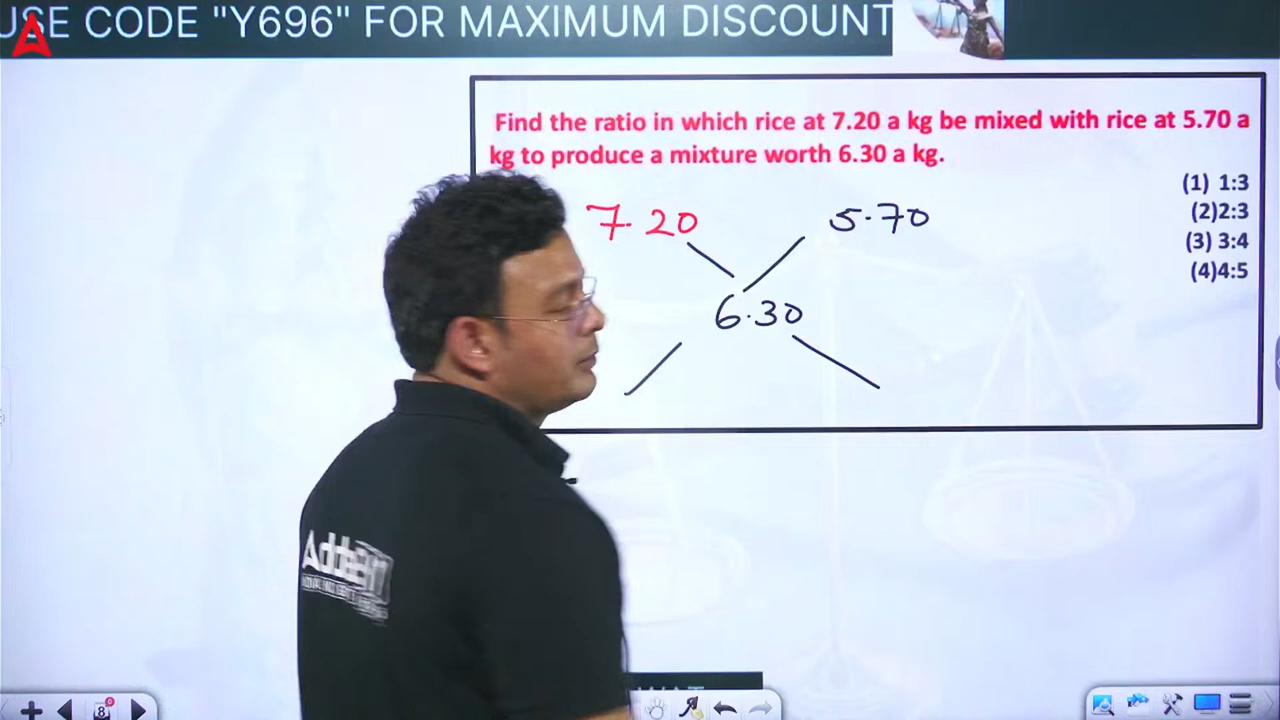 USE CODE "Y696" FOR MAXIMUM DISCOUNT
Find the ratio in which rice at 7.20 a kg be mixed with rice at 5.70 a
kg to produce a mixture worth 6.30 a kg.
(1) 1:3
(2)2:3
(3) 3:4
(4)4:5
7.20
5.70
6.30
8